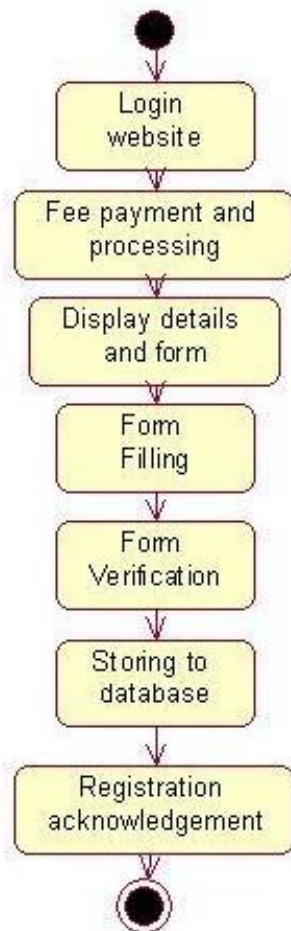 Login
website
Fee payment and
processing
Display details
and form
Form
Filling
Form
Verification
Storing to
database
Registration
acknowledgement